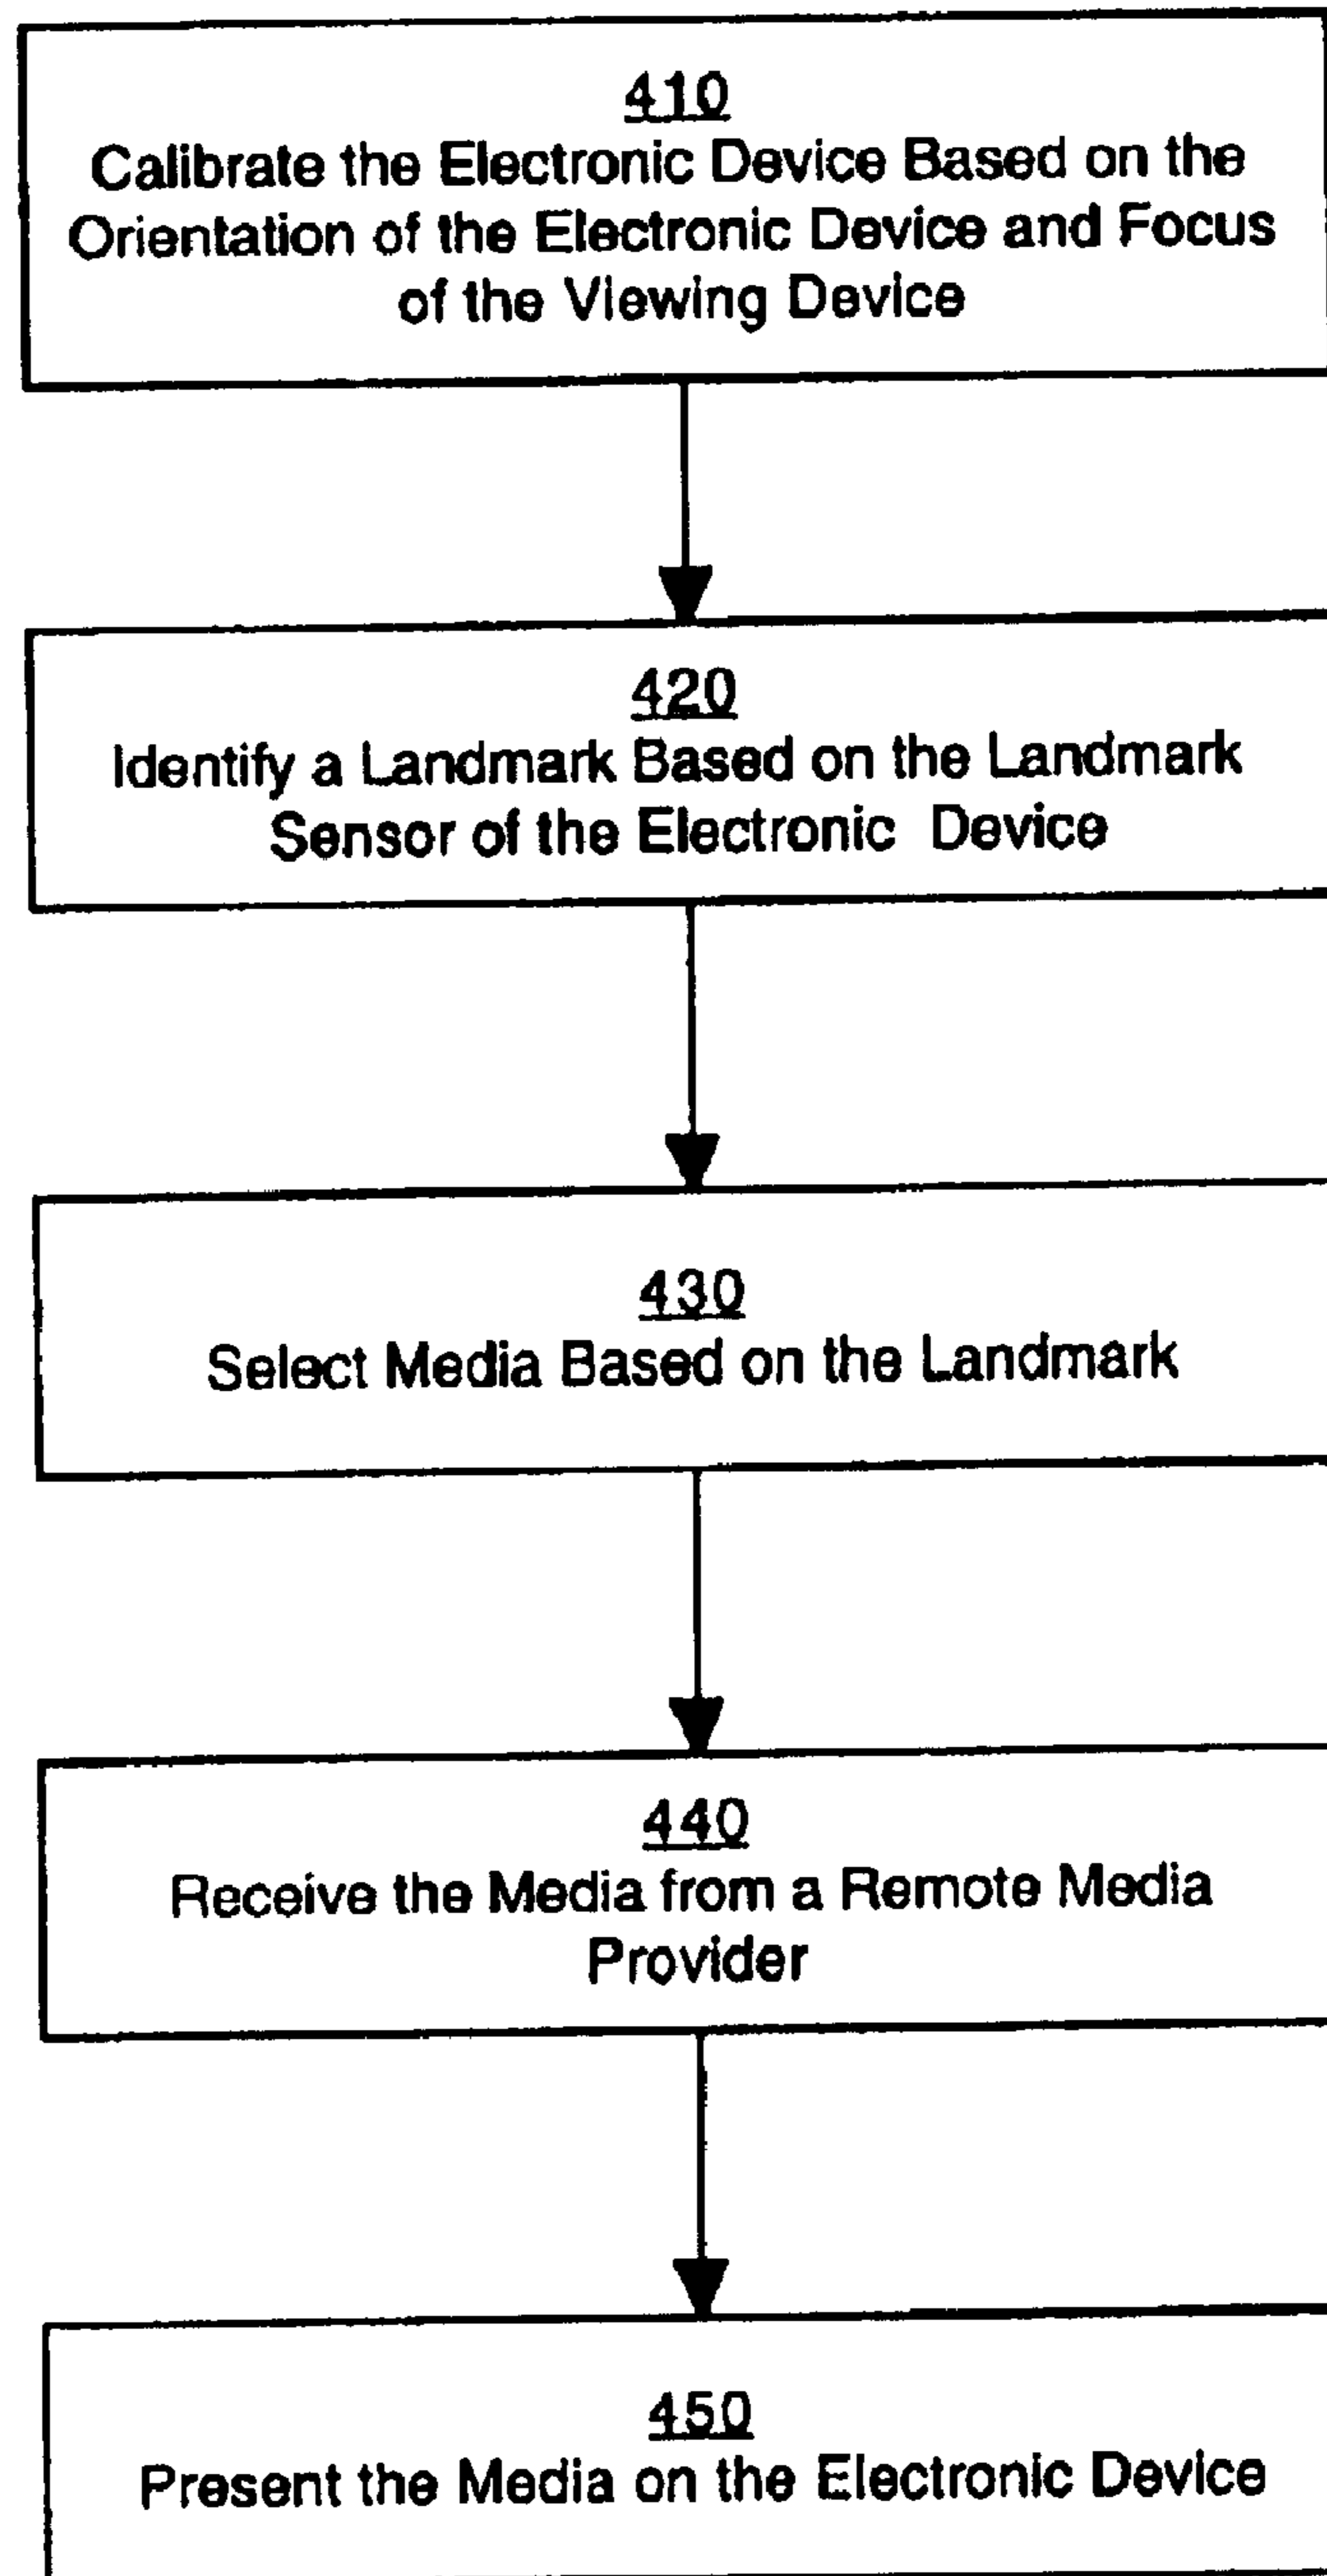 410
Calibrate the Electronic Device Based on the
Orientation of the Electronic Device and Focus
of the Viewing Device
420
Identify a Landmark Based on the Landmark
Sensor of the Electronic Device
430
Select Media Based on the Landmark
440
Receive the Media from a Remote Media
Provider
450
Present the Media on the Electronic Device